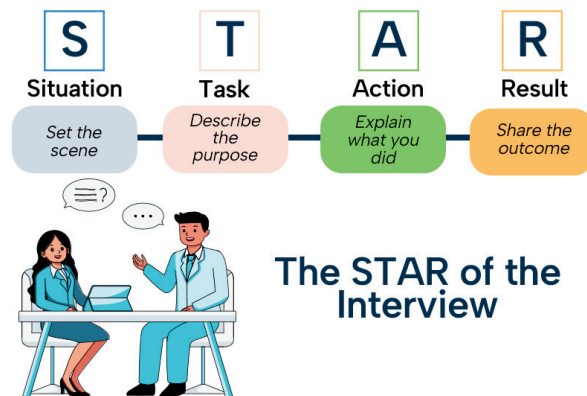 S T A R
Situation Task Action Result
Set the
scene
Describe
the
purpose
Explain
what you
did
Share the
outcome
?
...
The STAR of the
Interview